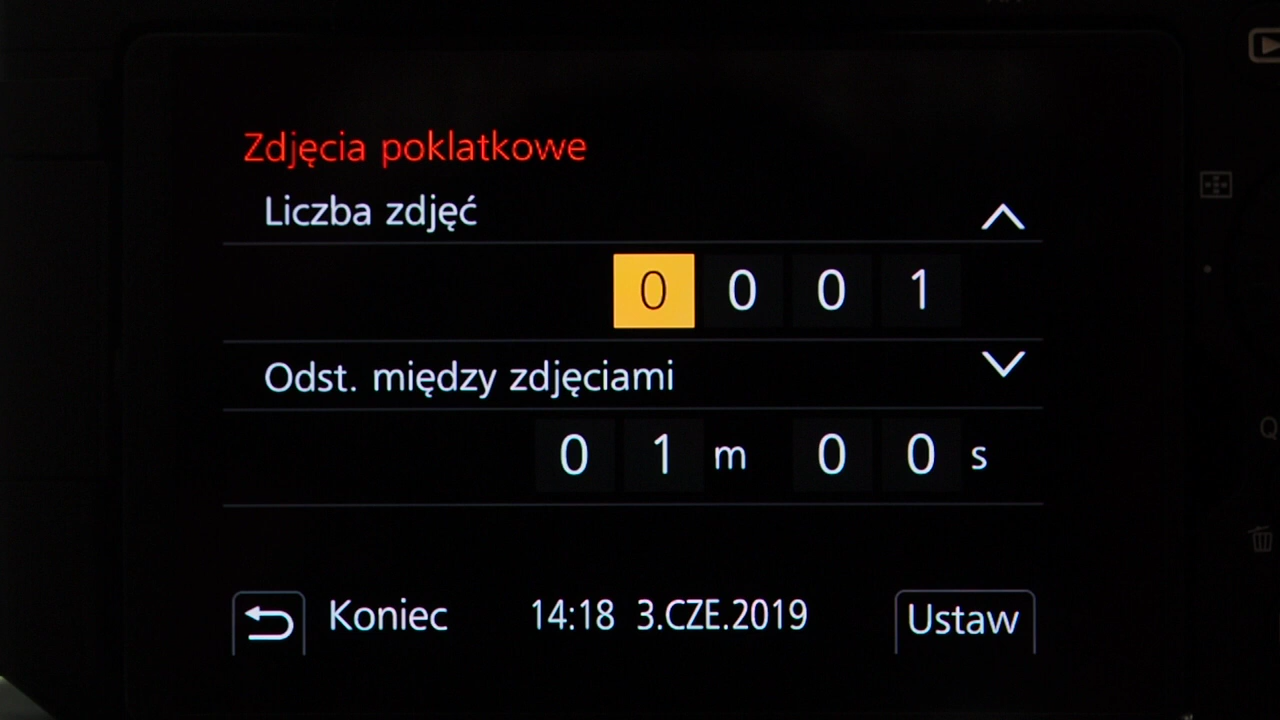 Zdjęcia poklatkowe
Liczba zdjęć
0 0 0 1
Odst. między zdjęciami
0 1 m 0 0 s
Koniec 14:18 3.CZE.2019 Ustaw